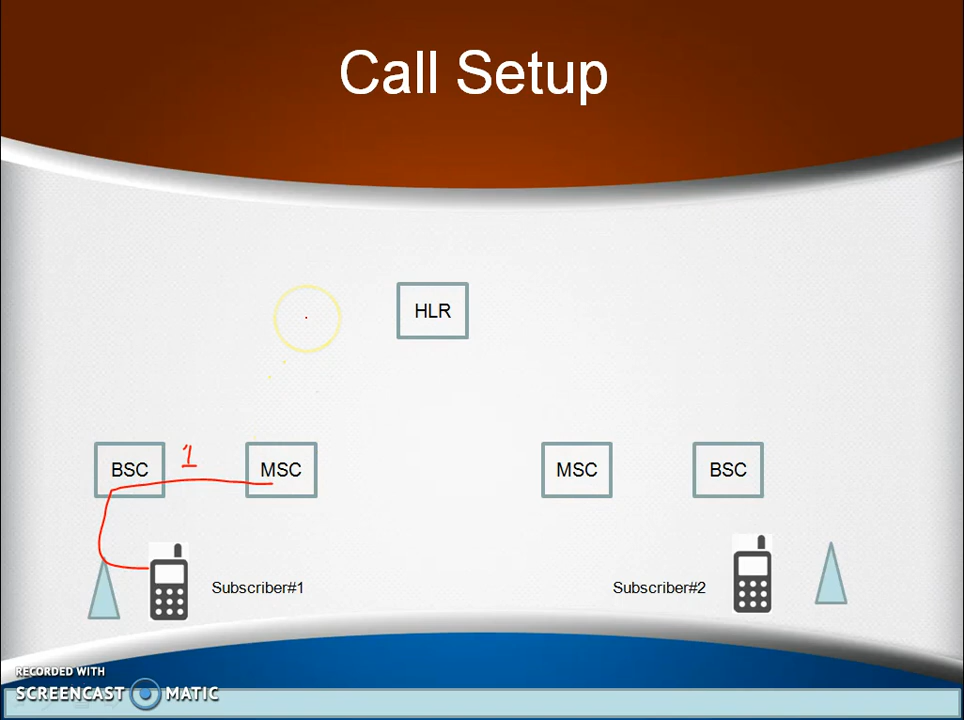 Call Setup
HLR
1
BSC
MSC
MSC
BSC
Subscriber#1
Subscriber#2
RECORDED WITH
SCREENCAST MATIC